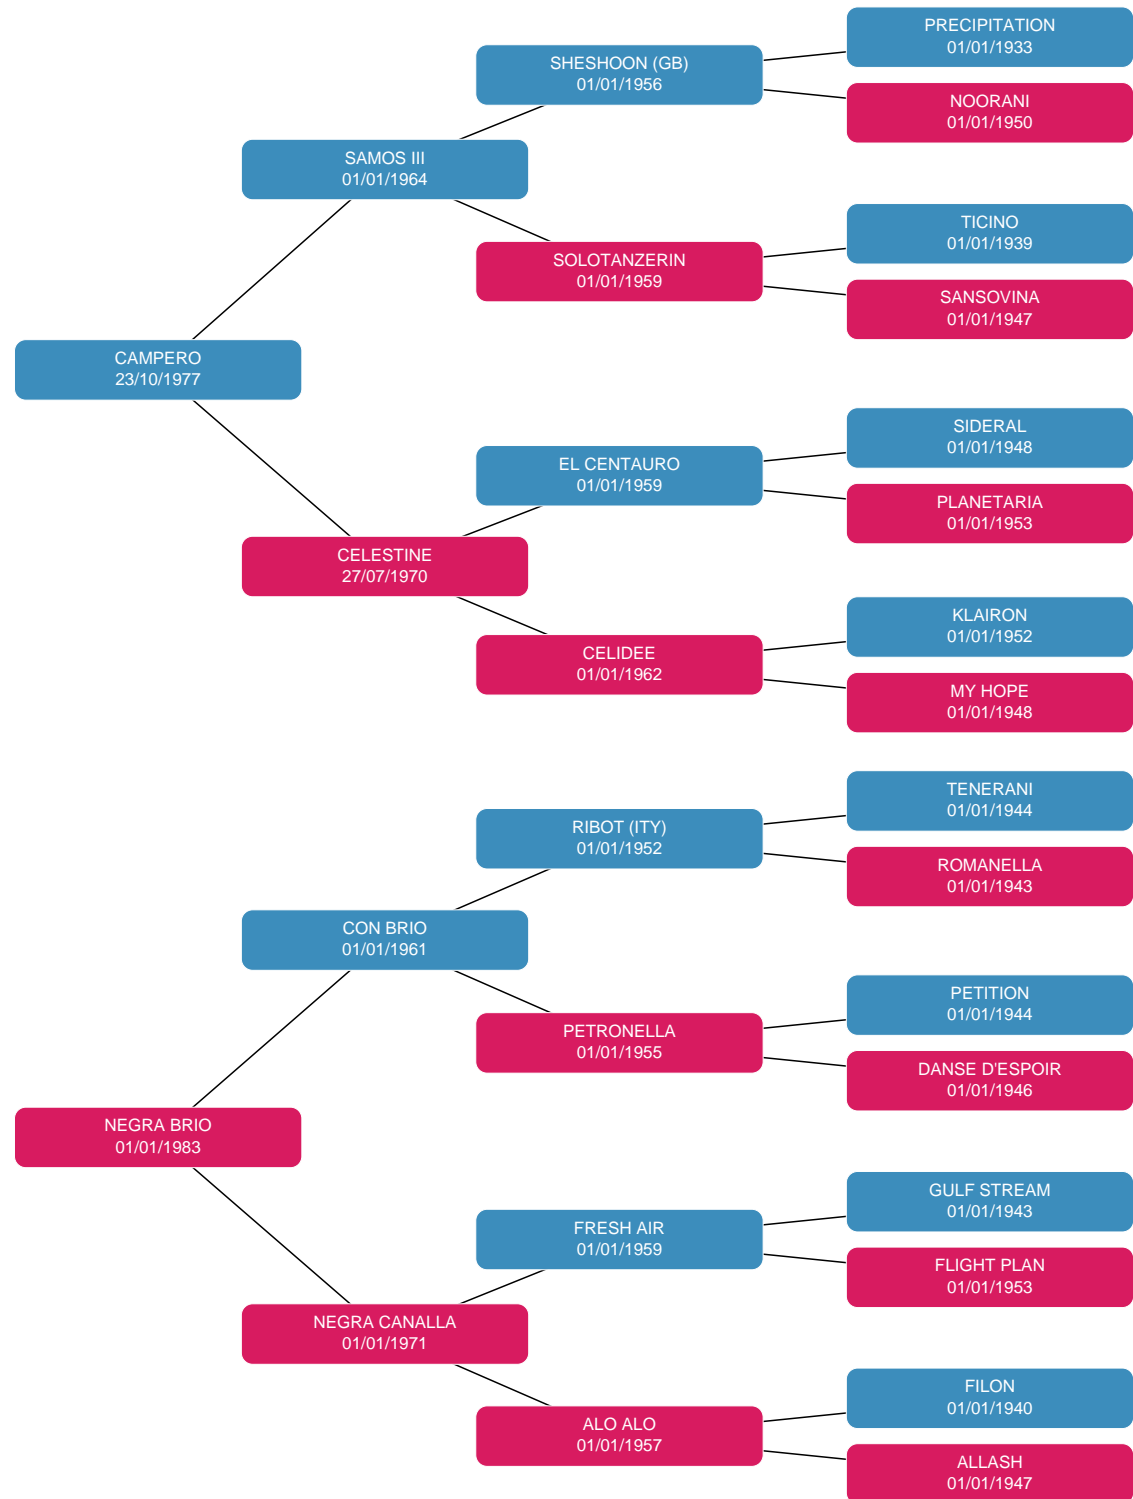 PRECIPITATION
01/01/1933
SHESHOON (GB)
01/01/1956
NOORANI
01/01/1950
SAMOS III
01/01/1964
TICINO
01/01/1939
SOLOTANZERIN
01/01/1959
SANSOVINA
01/01/1947
CAMPERO
23/10/1977
SIDERAL
01/01/1948
EL CENTAURO
01/01/1959
PLANETARIA
01/01/1953
CELESTINE
27/07/1970
KLAIRON
01/01/1952
CELIDEE
01/01/1962
MY HOPE
01/01/1948
TENERANI
01/01/1944
RIBOT (ITY)
01/01/1952
ROMANELLA
01/01/1943
CON BRIO
01/01/1961
PETITION
01/01/1944
PETRONELLA
01/01/1955
DANSE D'ESPOIR
01/01/1946
NEGRA BRIO
01/01/1983
GULF STREAM
01/01/1943
FRESH AIR
01/01/1959
FLIGHT PLAN
01/01/1953
NEGRA CANALLA
01/01/1971
FILON
01/01/1940
ALO ALO
01/01/1957
ALLASH
01/01/1947